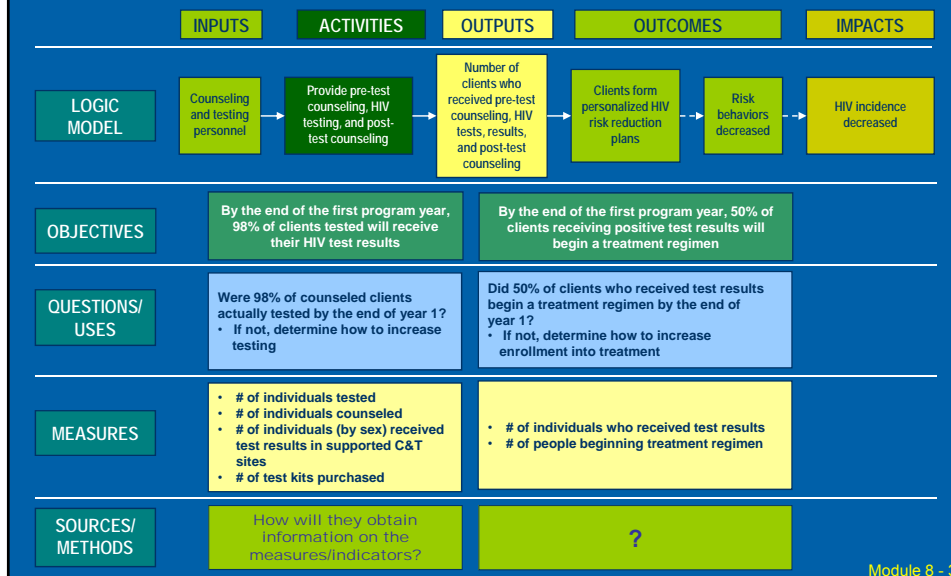 INPUTS
ACTIVITIES
OUTPUTS
OUTCOMES
IMPACTS
LOGIC
MODEL
Counseling
and testing
personnel
Provide pre-test
counseling, HIV
testing, and post-
test counseling
Number of
clients who
received pre-test
counseling, HIV
tests, results,
and post-test
counseling
Clients form
personalized HIV
risk reduction
plans
Risk
behaviors
decreased
HIV incidence
decreased
OBJECTIVES
By the end of the first program year,
98% of clients tested will receive
their HIV test results
By the end of the first program year, 50% of
clients receiving positive test results will
begin a treatment regimen
QUESTIONS/
USES
Were 98% of counseled clients
actually tested by the end of year 1?
• If not, determine how to increase
testing
Did 50% of clients who received test results
begin a treatment regimen by the end of
year 1?
• If not, determine how to increase
enrollment into treatment
MEASURES
• # of individuals tested
• # of individuals counseled
• # of individuals (by sex) received
test results in supported C&T
sites
• # of test kits purchased
• # of individuals who received test results
• # of people beginning treatment regimen
SOURCES/
METHODS
How will they obtain
information on the
measures/indicators?
?
Module 8 -